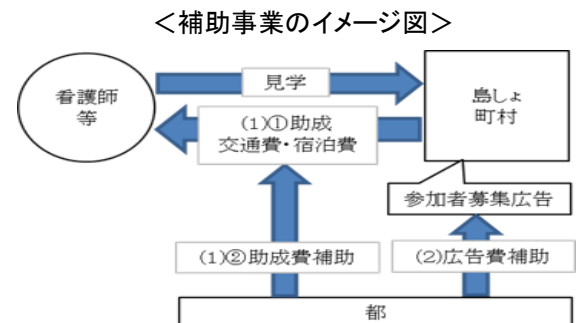 ＜補助事業のイメージ図＞
看護師
等
見学
島しょ
町村
(1)①助成
交通費・宿泊費
参加者募集広告
(1)②助成費補助
(2)広告費補助
都